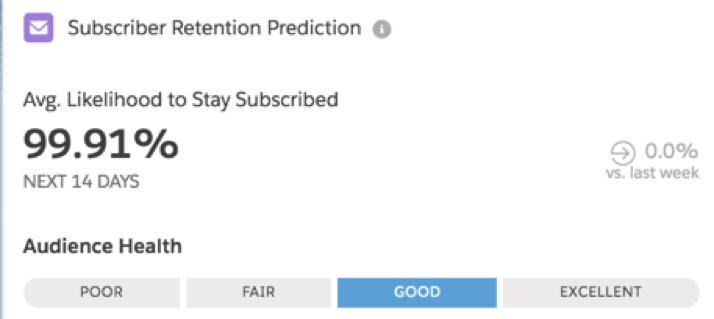 Subscriber Retention Prediction
Avg. Likelihood to Stay Subscribed
99.91%
0.0%
NEXT 14 DAYS
vs. last week
Audience Health
POOR FAIR GOOD EXCELLENT